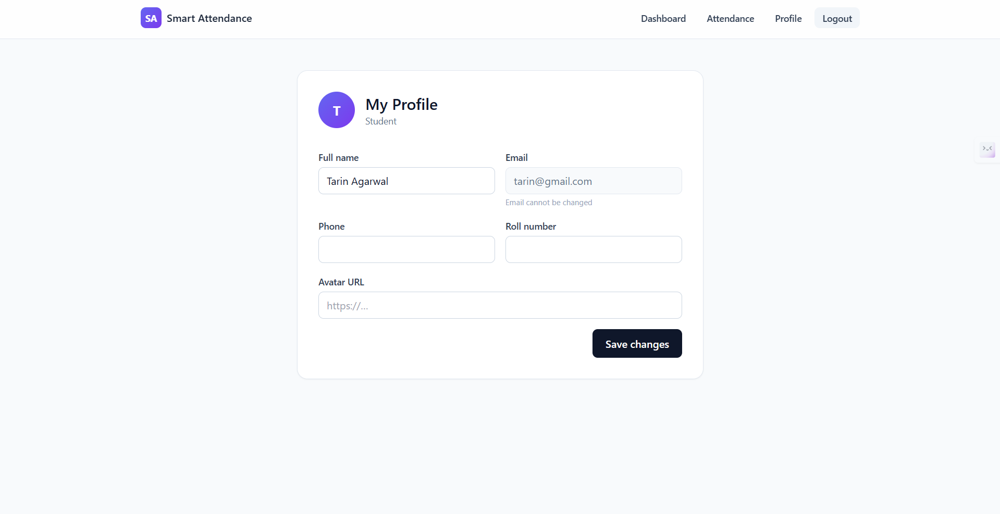 SA Smart Attendance
Dashboard Attendance Profile Logout
T
My Profile
Student
Full name
Tarin Agarwal
Email
tarin@gmail.com
Email cannot be changed
Phone
Roll number
Avatar URL
https://...
Save changes